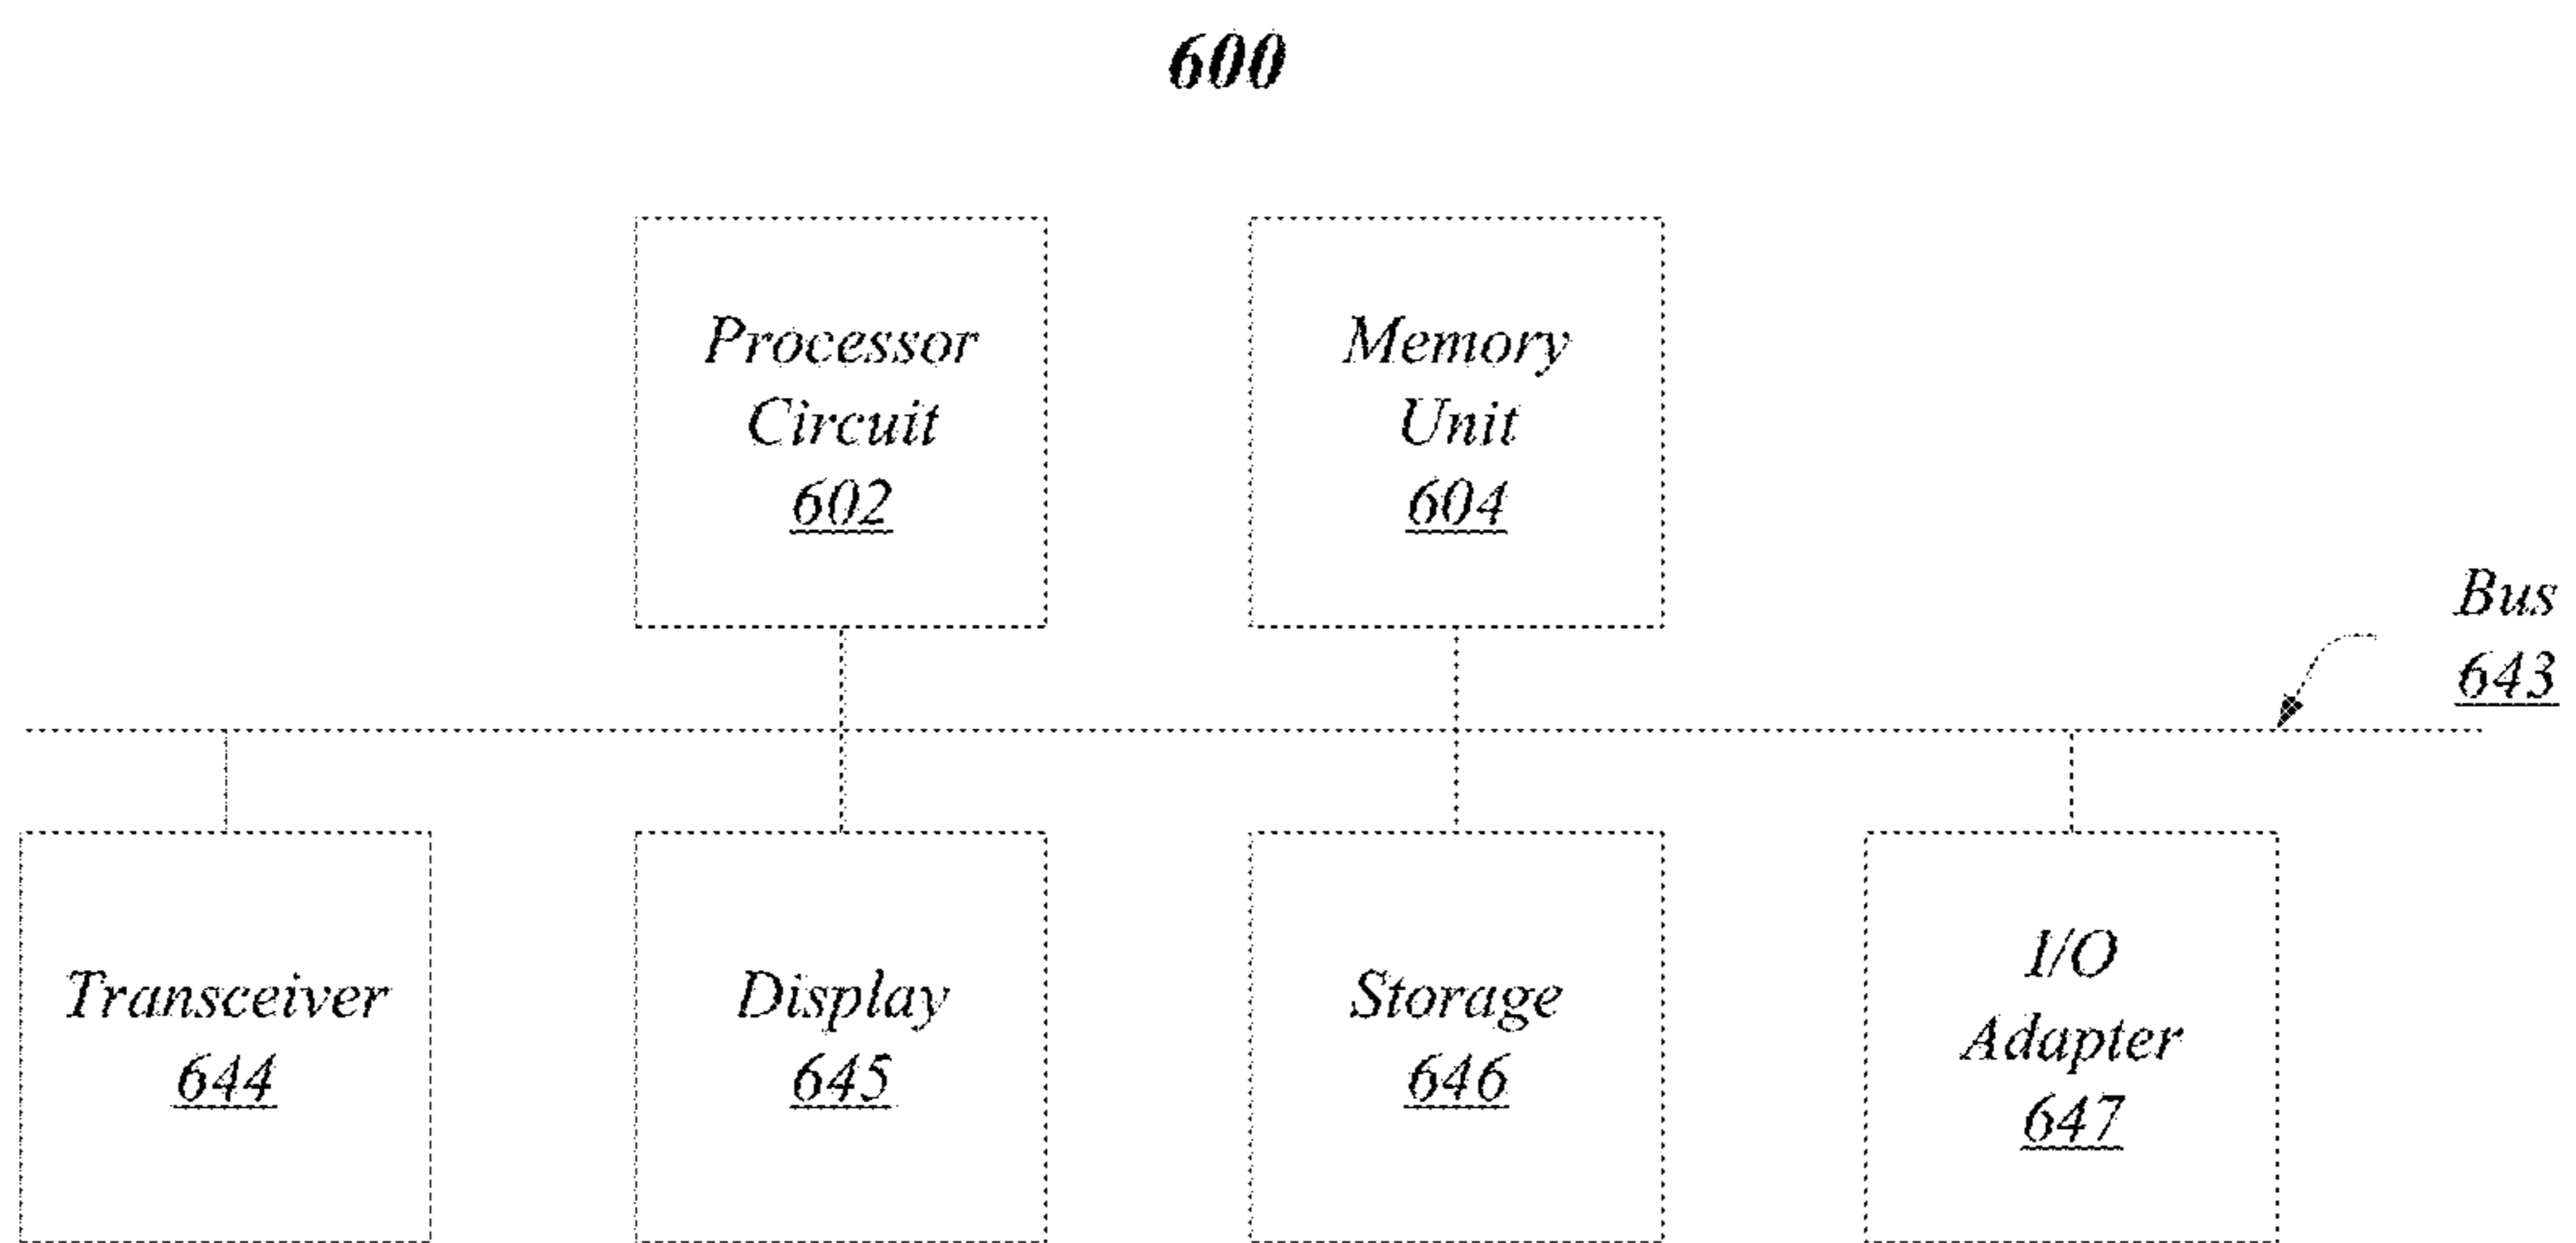 600
Processor
Circuit
602
Memory
Unit
604
Bus
643
Transceiver
644
Display
645
Storage
646
I/O
Adapter
647